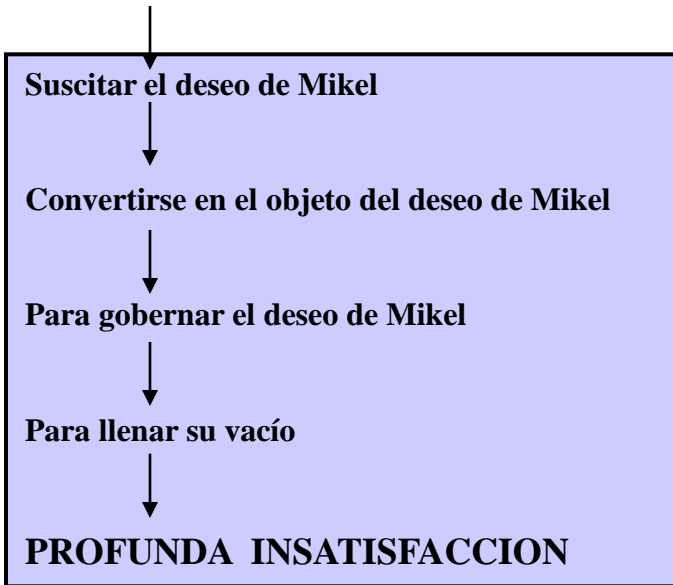 Suscitar el deseo de Mikel
Convertirse en el objeto del deseo de Mikel
Para gobernar el deseo de Mikel
Para llenar su vacío
PROFUNDA INSATISFACCION